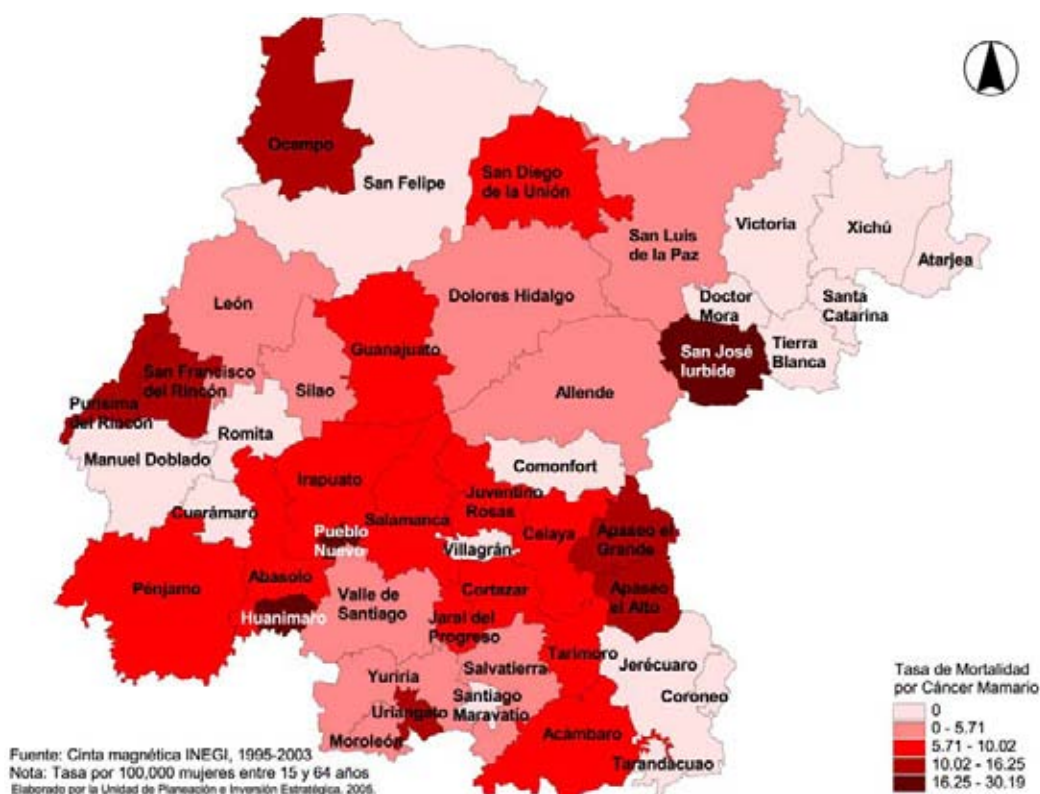 Ocampo
San Felipe
San Diego
de la Unión
San Luis
de la Paz
Victoria
Xichú
Atarjea
León
Dolores Hidalgo
Doctor
Mora
Santa
Catarina
Guanajuato
San José
Iurbide
Tierra
Blanca
San Francisco
del Rincón
Silao
Allende
Purísima
del Rincón
Romita
Manuel Doblado
Comonfort
Irapuato
Juventino
Rosas
Cuerámaró
Salamanca
Celaya
Apaseo el
Grande
Pueblo
Nuevo
Villagrán
Pénjamo
Abasolo
Valle de
Santiago
Cortazar
Apaseo
el Alto
Huanimaro
Jaral del
Progreso
Tarimoro
Jerécuaro
Salvatierra
Yuriria
Coroneo
Santiago
Maravatío
Uriangato
Moroleón
Acámbaro
Tarandacuao
Tasa de Mortalidad
por Cáncer Mamario
0
0 - 5.71
5.71 - 10.02
10.02 - 16.25
16.25 - 30.19
Fuente: Cinta magnética INEGI, 1995-2003
Nota: Tasa por 100,000 mujeres entre 15 y 64 años
Elaborado por la Unidad de Planeación e Inversión Estratégica, 2005.